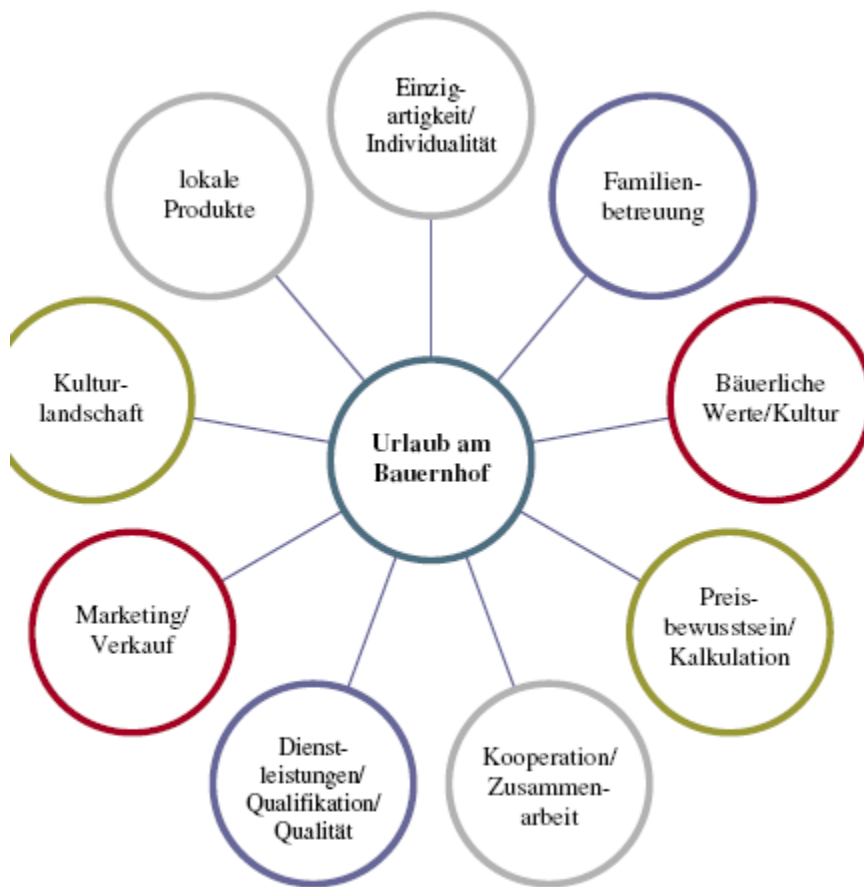 Einzig-
artigkeit/
Individualität
Familien-
betreuung
lokale
Produkte
Bäuerliche
Werte/Kultur
Kultur-
landschaft
Urlaub am
Bauernhof
Preis-
bewusstsein/
Kalkulation
Marketing/
Verkauf
Dienst-
leistungen/
Qualifikation/
Qualität
Kooperation/
Zusammen-
arbeit